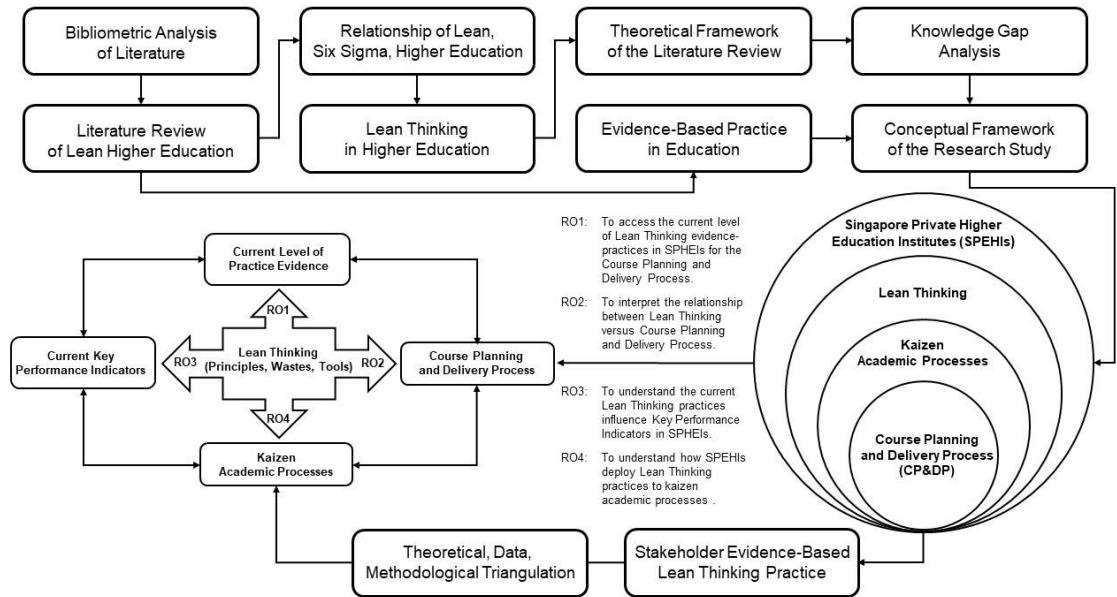 Bibliometric Analysis
of Literature
Relationship of Lean,
Six Sigma, Higher Education
Theoretical Framework
of the Literature Review
Knowledge Gap
Analysis
Literature Review
of Lean Higher Education
Lean Thinking
in Higher Education
Evidence-Based Practice
in Education
Conceptual Framework
of the Research Study
Current Level of
Practice Evidence
Current Key
Performance Indicators
RO1
RO3
Lean Thinking
(Principles, Wastes, Tools)
RO2
RO4
Course Planning
and Delivery Process
Kaizen
Academic Processes
RO1: To access the current level
of Lean Thinking evidence-
practices in SPHEIs for the
Course Planning and
Delivery Process.
RO2: To interpret the relationship
between Lean Thinking
versus Course Planning
and Delivery Process.
RO3: To understand the current
Lean Thinking practices
influence Key Performance
Indicators in SPHEIs.
RO4: To understand how SPEHIs
deploy Lean Thinking
practices to kaizen
academic processes .
Singapore Private Higher
Education Institutes (SPEHIs)
Lean Thinking
Kaizen
Academic Processes
Course Planning
and Delivery Process
(CP&DP)
Theoretical, Data,
Methodological Triangulation
Stakeholder Evidence-Based
Lean Thinking Practice